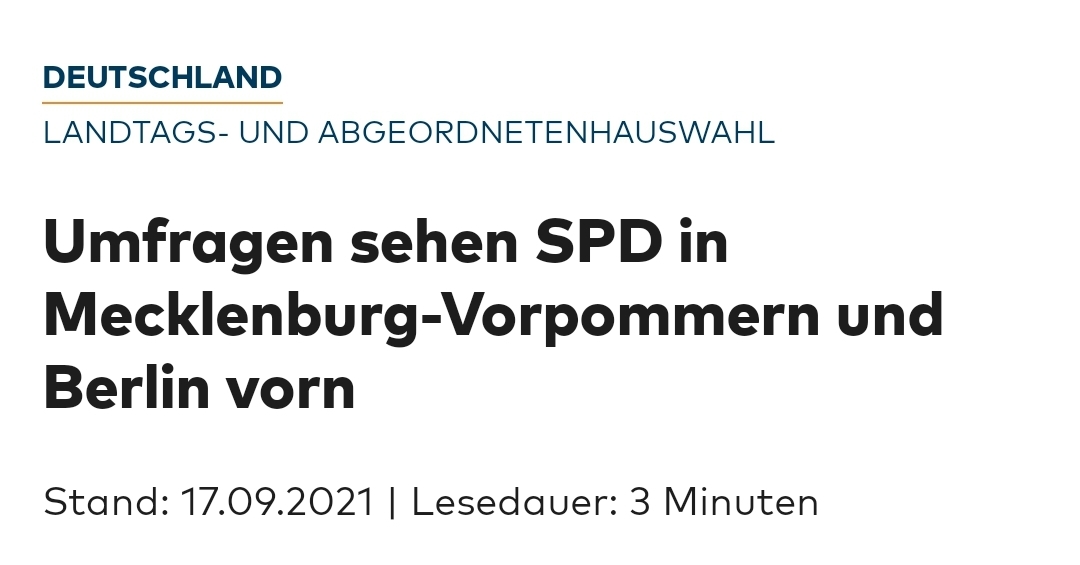 DEUTSCHLAND
LANDTAGS- UND ABGEORDNETENHAUSWAHL
Umfragen sehen SPD in
Mecklenburg-Vorpommern und
Berlin vorn
Stand: 17.09.2021 | Lesedauer: 3 Minuten